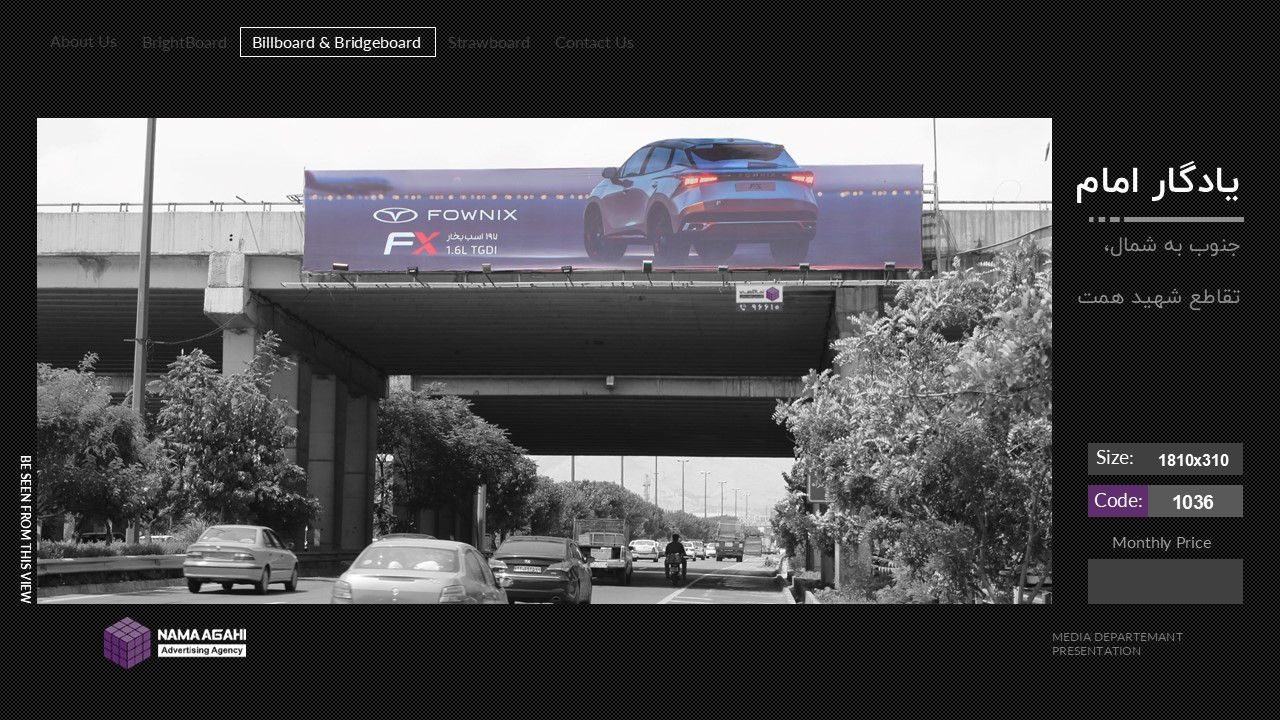 About Us
BrightBoard
Billboard & Bridgeboard
Strawboard
Contact Us
FOWNIX
FX
۱۹۷ اسب بخار
1.6L TGDI
۹۶۶۱۰
یادگار امام
جنوب به شمال،
تقاطع شهید همت
Size: 1810x310
Code: 1036
Monthly Price
BE SEEN FROM THIS VIEW
NAMA AGAHI
Advertising Agency
MEDIA DEPARTEMANT
PRESENTATION